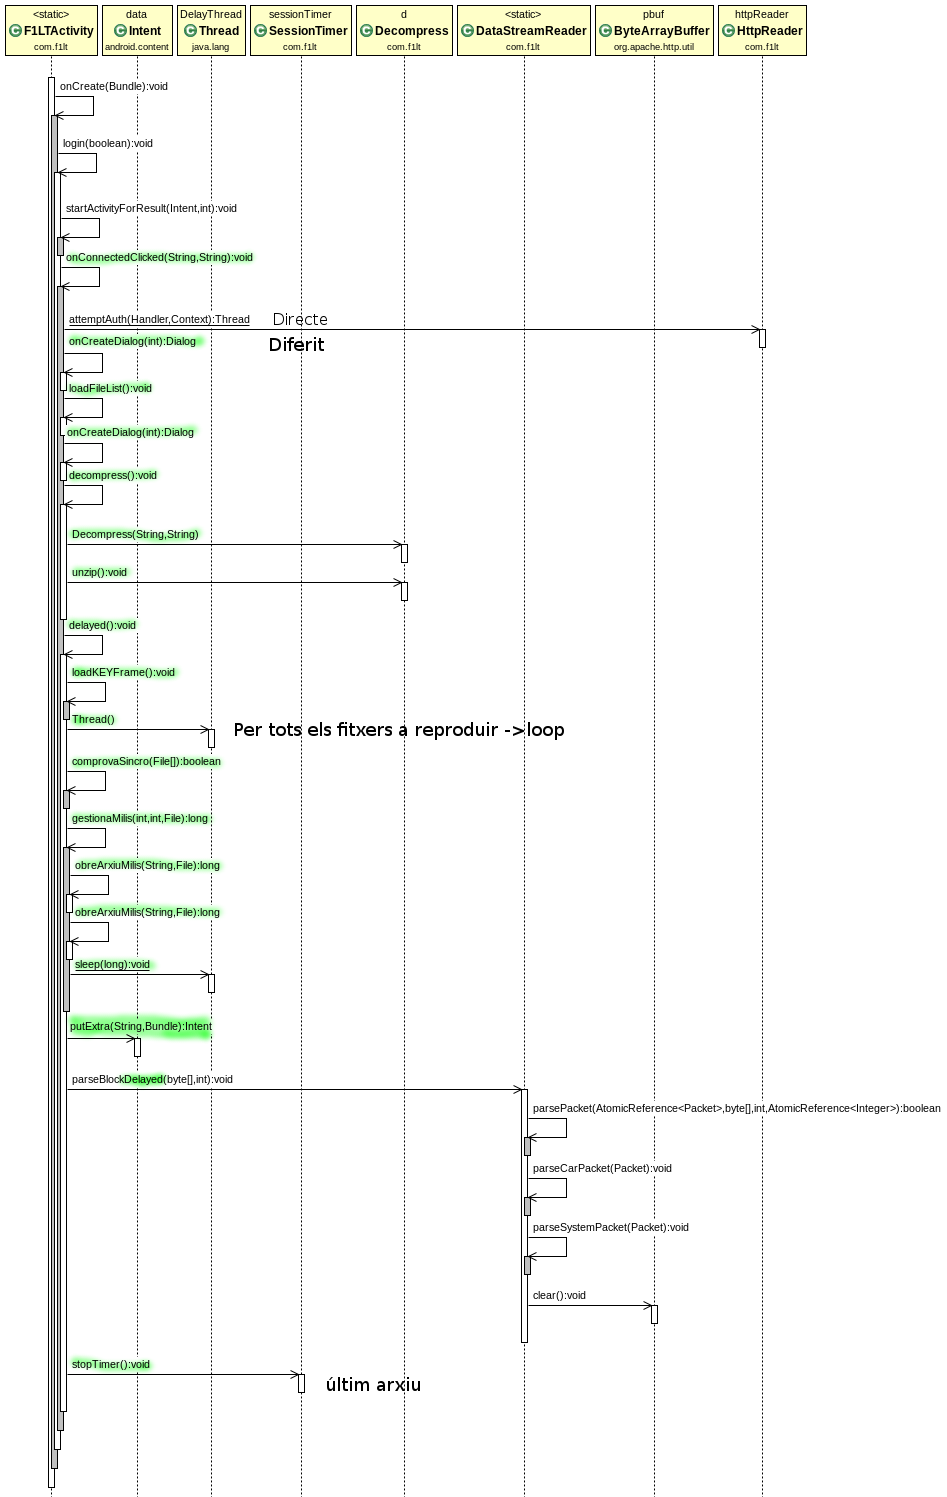 <static>
F1LTActivity
com.f1lt
data
Intent
android.content
DelayThread
Thread
java.lang
sessionTimer
SessionTimer
com.f1lt
d
Decompress
com.f1lt
<static>
DataStreamReader
com.f1lt
pbuf
ByteArrayBuffer
org.apache.http.util
httpReader
HttpReader
com.f1lt
onCreate(Bundle):void
login(boolean):void
startActivityForResult(Intent,int):void
onConnectedClicked(String,String):void
attemptAuth(Handler,Context):Thread
Directe
onCreateDialog(int):Dialog
Diferit
loadFileList():void
onCreateDialog(int):Dialog
decompress():void
Decompress(String,String)
unzip():void
delayed():void
loadKEYFrame():void
Thread()
Per tots els fitxers a reproduir ->loop
comprovaSincro(File[]):boolean
gestionaMilis(int,int,File):long
obreArxiuMilis(String,File):long
obreArxiuMilis(String,File):long
sleep(long):void
putExtra(String,Bundle):Intent
parseBlockDelayed(byte[],int):void
parsePacket(AtomicReference<Packet>,byte[],int,AtomicReference<Integer>):boolean
parseCarPacket(Packet):void
parseSystemPacket(Packet):void
clear():void
stopTimer():void
últim arxiu